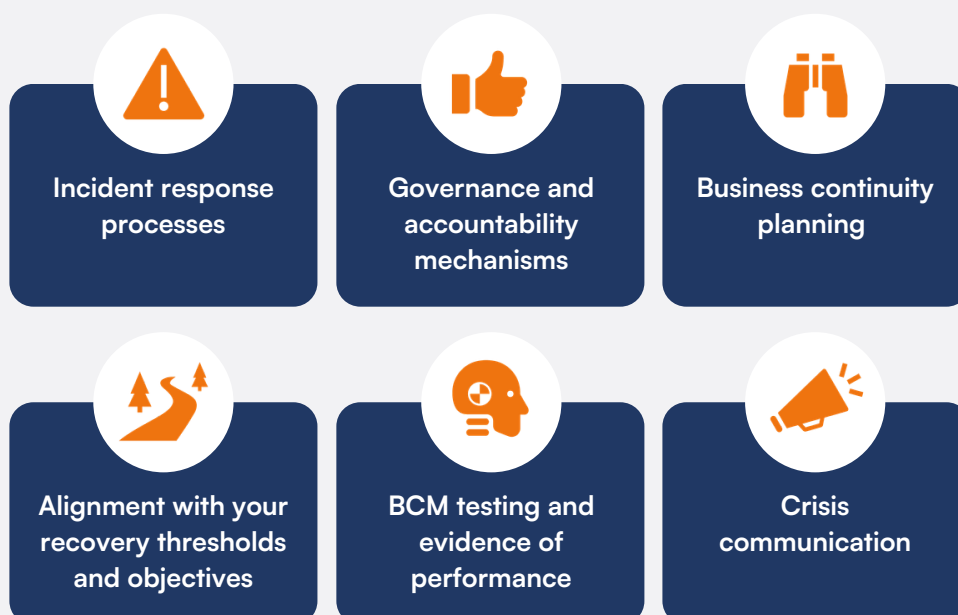 Incident response
processes
Governance and
accountability
mechanisms
Business continuity
planning
Alignment with your
recovery thresholds
and objectives
BCM testing and
evidence of
performance
Crisis
communication